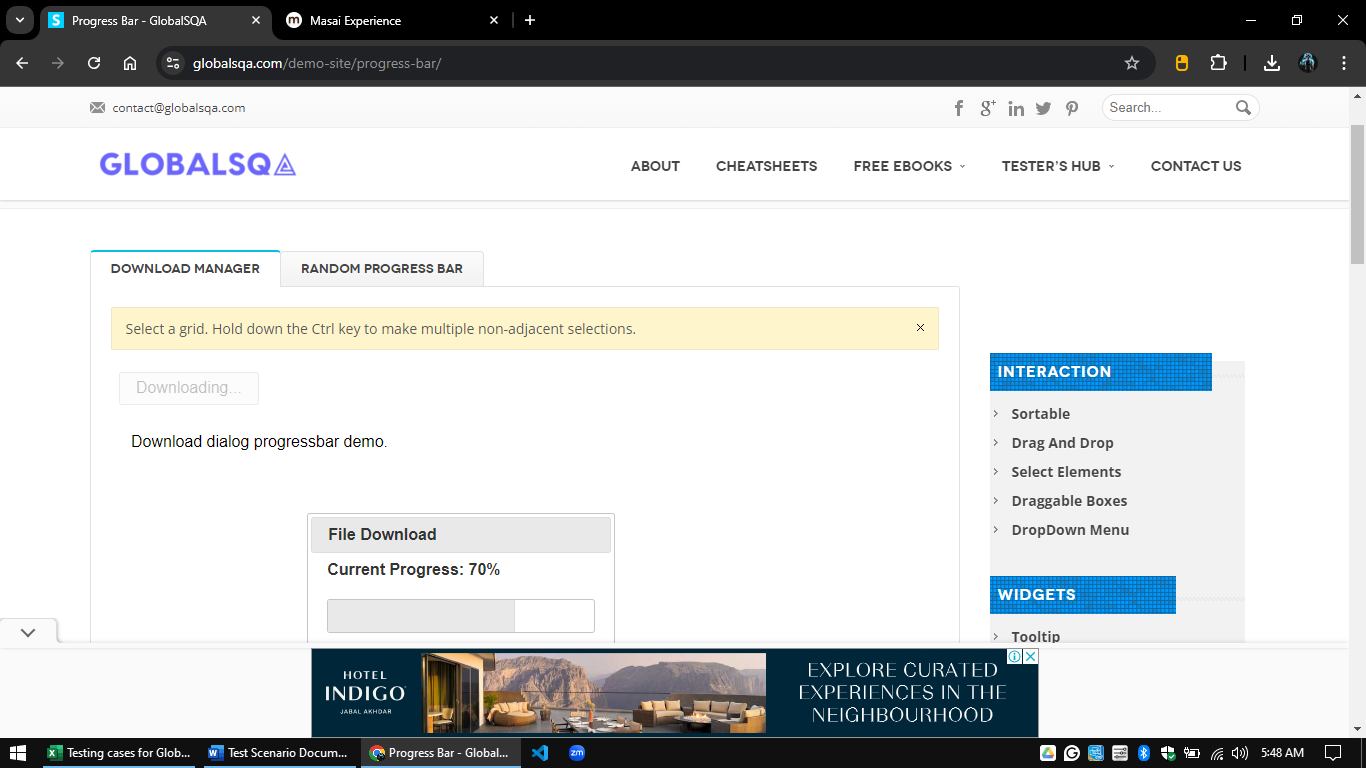 Progress Bar - GlobalSQA
Masai Experience
globalsqa.com/demo-site/progress-bar/
contact@globalsqa.com
Search...
GLOBALSQA
ABOUT
CHEATSHEETS
FREE EBOOKS
TESTER'S HUB
CONTACT US
DOWNLOAD MANAGER
RANDOM PROGRESS BAR
Select a grid. Hold down the Ctrl key to make multiple non-adjacent selections.
Downloading...
Download dialog progressbar demo.
File Download
Current Progress: 70%
INTERACTION
Sortable
Drag And Drop
Select Elements
Draggable Boxes
DropDown Menu
WIDGETS
Tooltip
HOTEL
INDIGO
JABAL AKHDAR
EXPLORE CURATED
EXPERIENCES IN THE
NEIGHBOURHOOD
Testing cases for Glob...
Test Scenario Docum...
Progress Bar - Global...
zm
5:48 AM